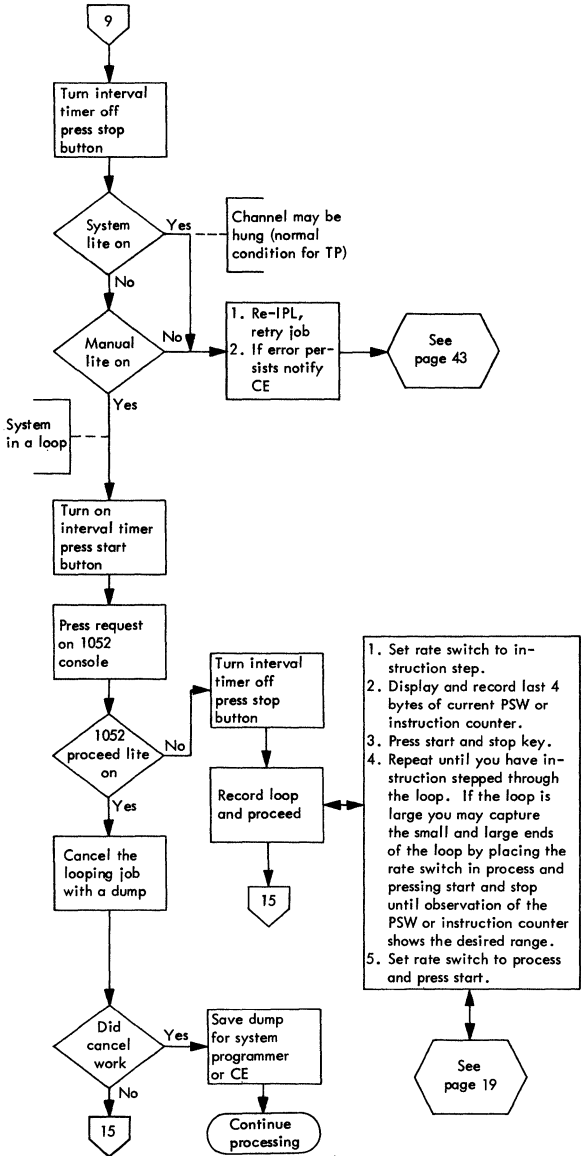 9
Turn interval
timer off
press stop
button
System
lite on
Yes
Channel may be
hung (normal
condition for TP)
No
Manual
lite on
No
1. Re-IPL,
retry job
2. If error per-
sists notify
CE
See
page 43
Yes
System
in a loop
Turn on
interval timer
press start
button
Press request
on 1052
console
1052
proceed lite
on
No
Turn interval
timer off
press stop
button
Record loop
and proceed
15
1. Set rate switch to in-
struction step.
2. Display and record last 4
bytes of current PSW or
instruction counter.
3. Press start and stop key.
4. Repeat until you have in-
struction stepped through
the loop. If the loop is
large you may capture
the small and large ends
of the loop by placing the
rate switch in process and
pressing start and stop
until observation of the
PSW or instruction counter
shows the desired range.
5. Set rate switch to process
and press start.
See
page 19
Yes
Cancel the
looping job
with a dump
Did
cancel
work
Yes
Save dump
for system
programmer
or CE
Continue
processing
No
15